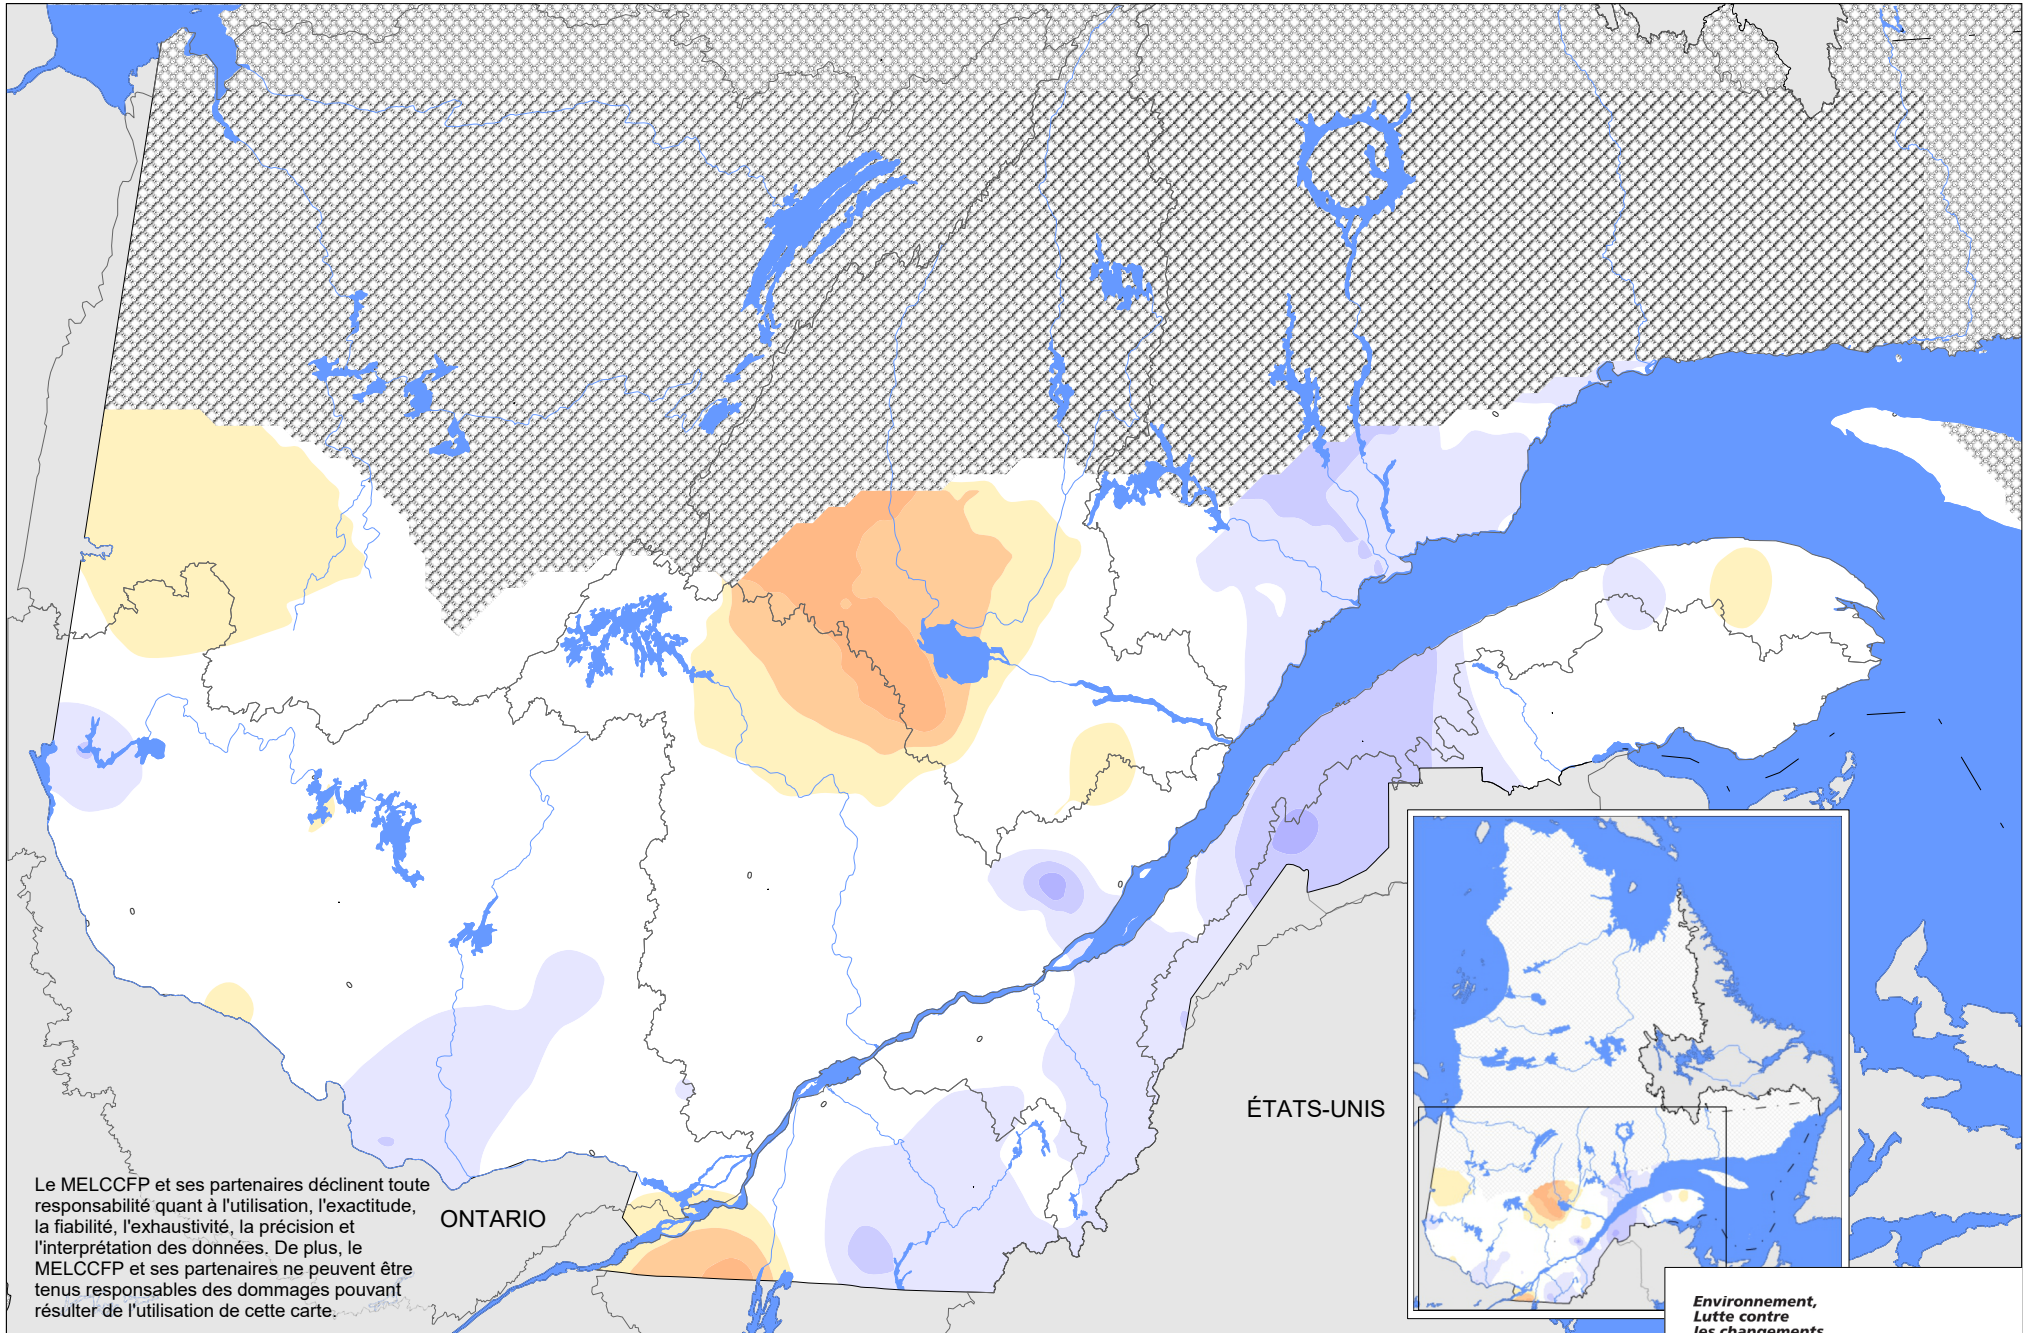 ÉTATS-UNIS
Le MELCCFP et ses partenaires déclinent toute
responsabilité quant à l'utilisation, l'exactitude,
la fiabilité, l'exhaustivité, la précision et
l'interprétation des données. De plus, le
MELCCFP et ses partenaires ne peuvent être
tenus responsables des dommages pouvant
résulter de l'utilisation de cette carte.
ONTARIO
Environnement,
Lutte contre
les changements